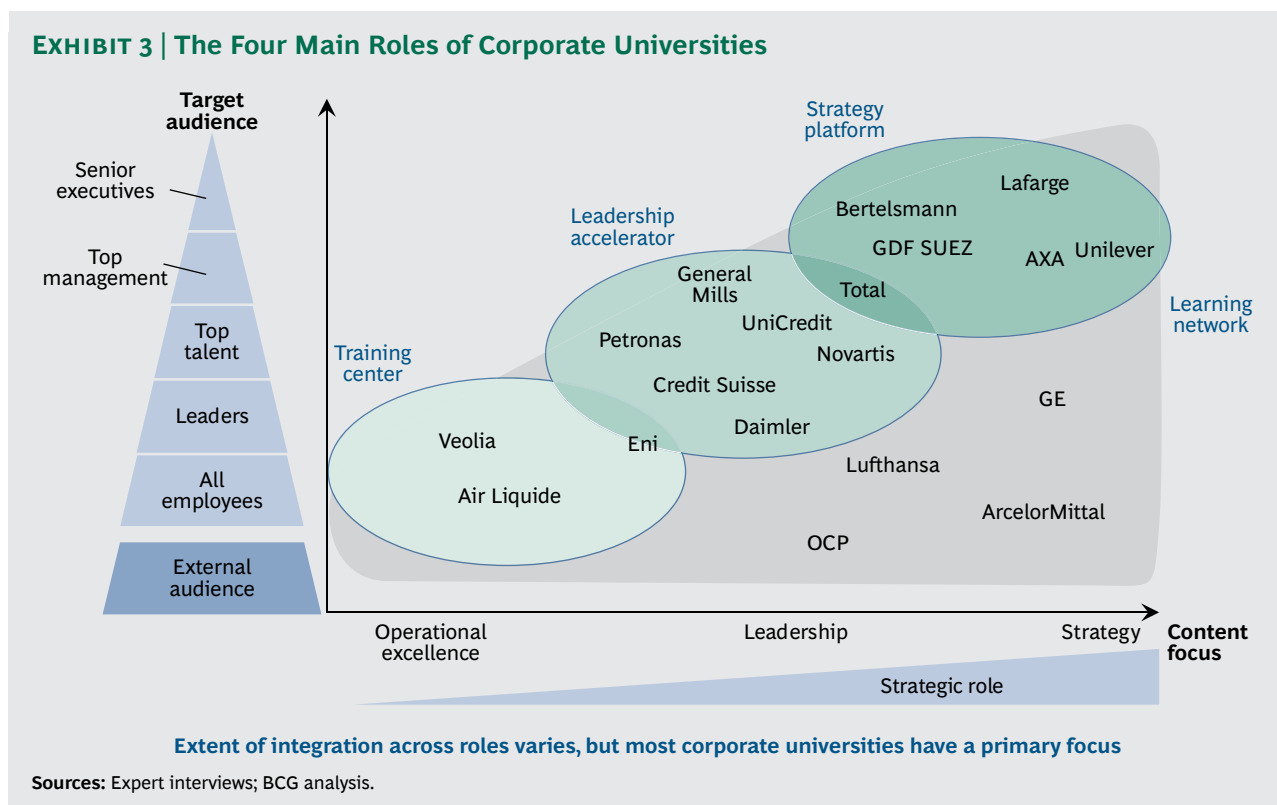 EXHIBIT 3 | The Four Main Roles of Corporate Universities
Target
audience
Senior
executives
Top
management
Top
talent
Leaders
All
employees
External
audience
Training
center
Leadership
accelerator
Strategy
platform
Learning
network
Lafarge
Bertelsmann
GDF SUEZ
AXA
Unilever
Total
General
Mills
UniCredit
Petronas
Novartis
Credit Suisse
Daimler
Veolia
Eni
Air Liquide
GE
Lufthansa
ArcelorMittal
OCP
Operational
excellence
Leadership
Strategy
Content
focus
Strategic role
Extent of integration across roles varies, but most corporate universities have a primary focus
Sources: Expert interviews; BCG analysis.